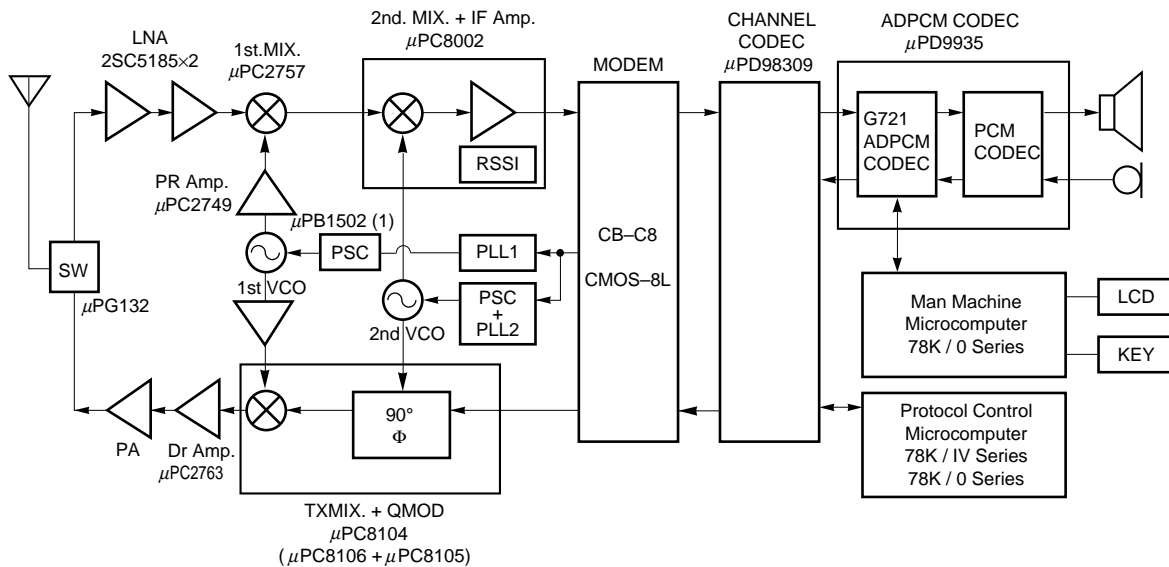 LNA
2SC5185×2
1st.MIX.
μPC2757
2nd. MIX. + IF Amp.
μPC8002
RSSI
MODEM
CB–C8
CMOS–8L
CHANNEL
CODEC
μPD98309
ADPCM CODEC
μPD9935
G721
ADPCM
CODEC
PCM
CODEC
PR Amp.
μPC2749
μPB1502 (1)
PSC
PLL1
1st VCO
PSC
+
PLL2
2nd VCO
SW
μPG132
PA
Dr Amp.
μPC2763
90°
Φ
TXMIX. + QMOD
μPC8104
(μPC8106 + μPC8105)
Man Machine
Microcomputer
78K / 0 Series
LCD
KEY
Protocol Control
Microcomputer
78K / IV Series
78K / 0 Series